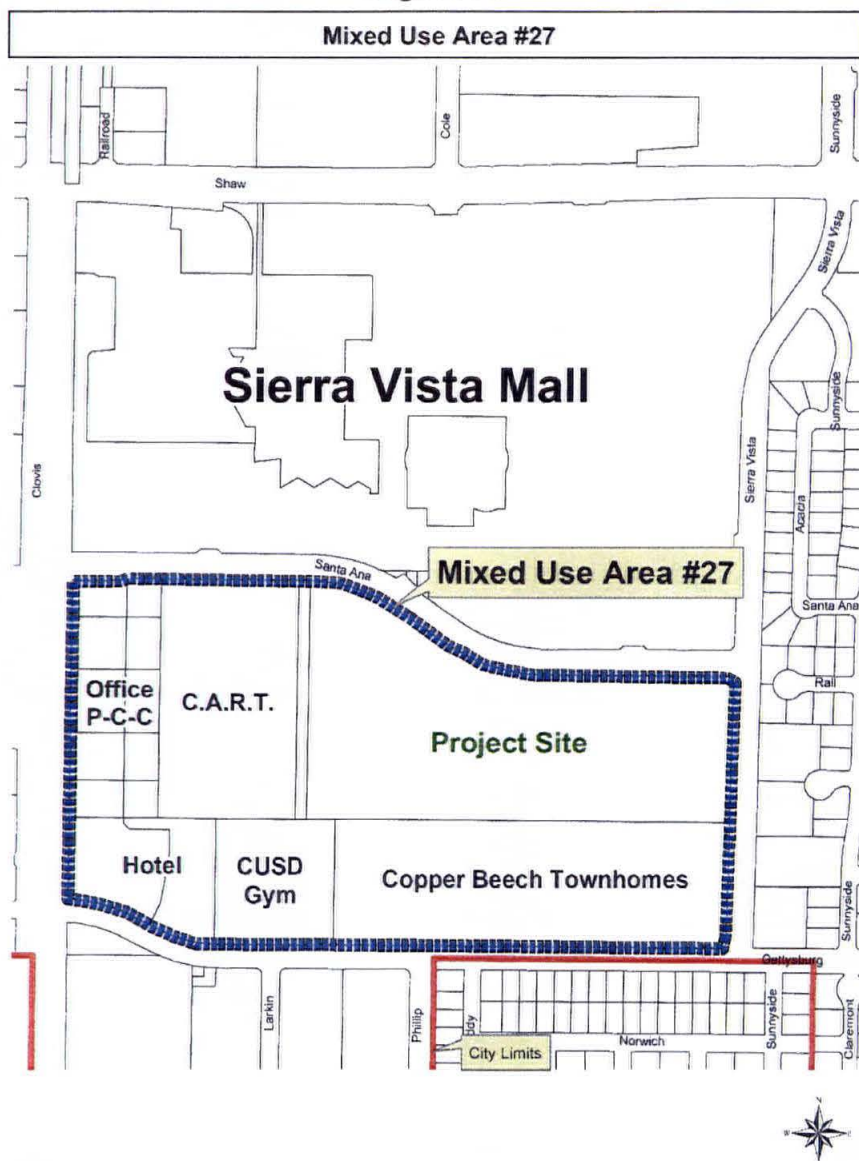 Mixed Use Area #27
Railroad
Cole
Sunnyside
Shaw
Sierra Vista
Sierra Vista Mall
Sunnyside
Clovis
Sierra Vista
Acacia
Santa Ana
Mixed Use Area #27
Santa Ana
Rall
Office
P-C-C
C.A.R.T.
Project Site
Hotel
CUSD
Gym
Copper Beech Townhomes
Sunnyside
Gettysburg
Larkin
Phillip
Norwich
Sunnyside
Claremont
City Limits
N
W
E